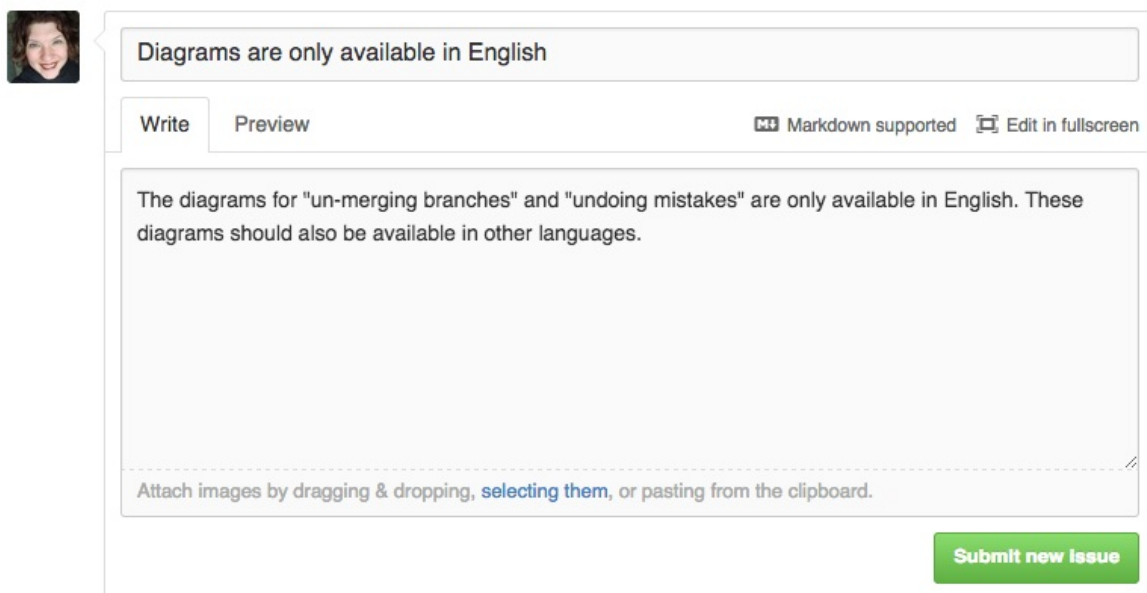 Diagrams are only available in English
Write Preview Markdown supported Edit in fullscreen
The diagrams for "un-merging branches" and "undoing mistakes" are only available in English. These
diagrams should also be available in other languages.
Attach images by dragging & dropping, selecting them, or pasting from the clipboard.
Submit new issue